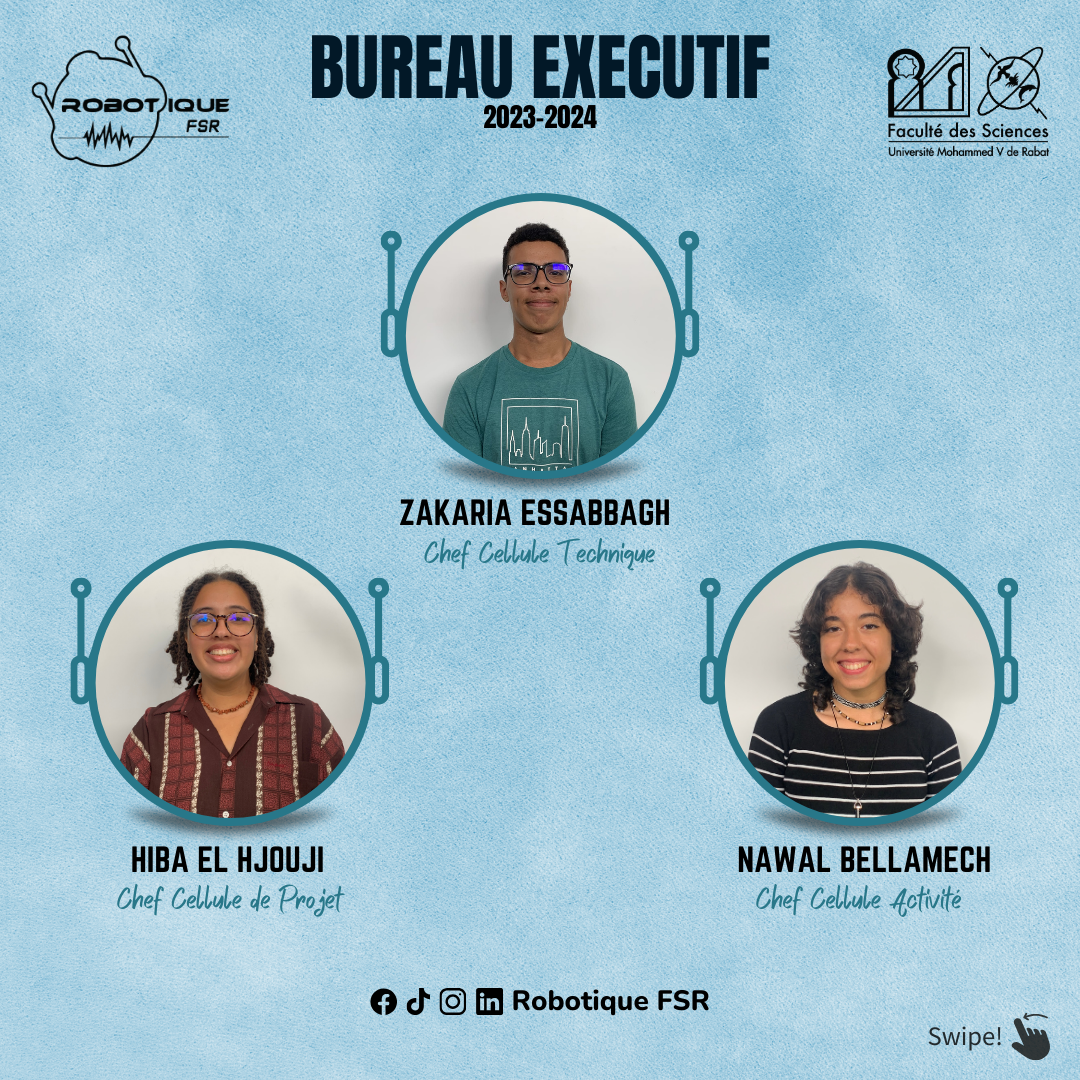 BUREAU EXECUTIF
2023-2024
ROBOTIQUE
FSR
Faculté des Sciences
Université Mohammed V de Rabat
ZAKARIA ESSABBAGH
Chef Cellule Technique
HIBA EL HJOUJI
Chef Cellule de Projet
NAWAL BELLAMECH
Chef Cellule Activité
Robotique FSR
Swipe!